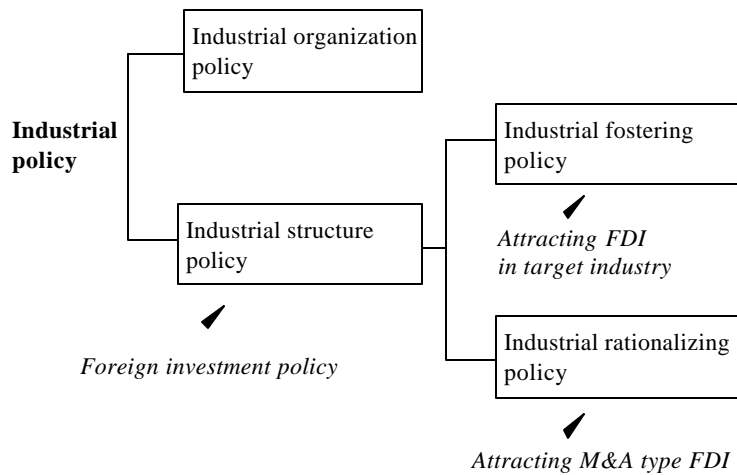 Industrial organization
policy
Industrial
policy
Industrial fostering
policy
Industrial structure
policy
Attracting FDI
in target industry
Foreign investment policy
Industrial rationalizing
policy
Attracting M&A type FDI